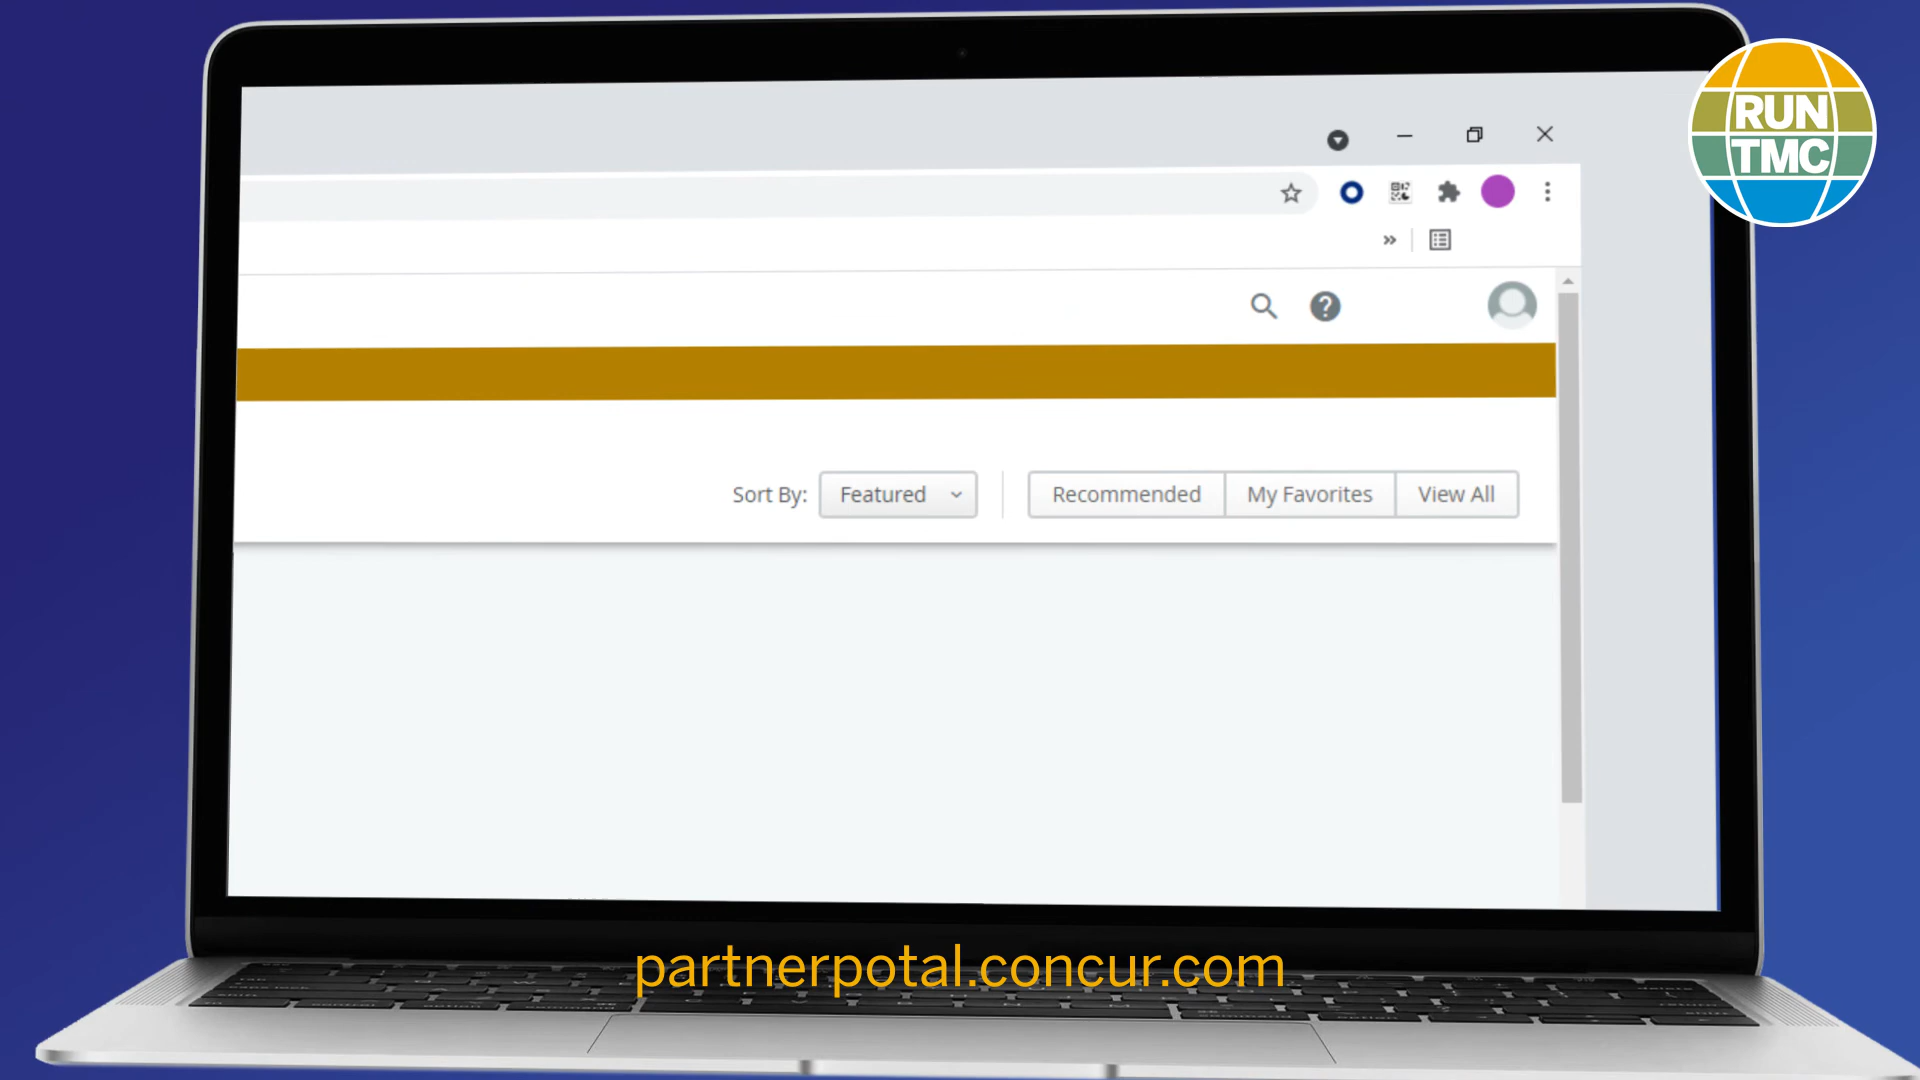 RUN
TMC
Sort By: Featured Recommended My Favorites View All
partnerpotal.concur.com